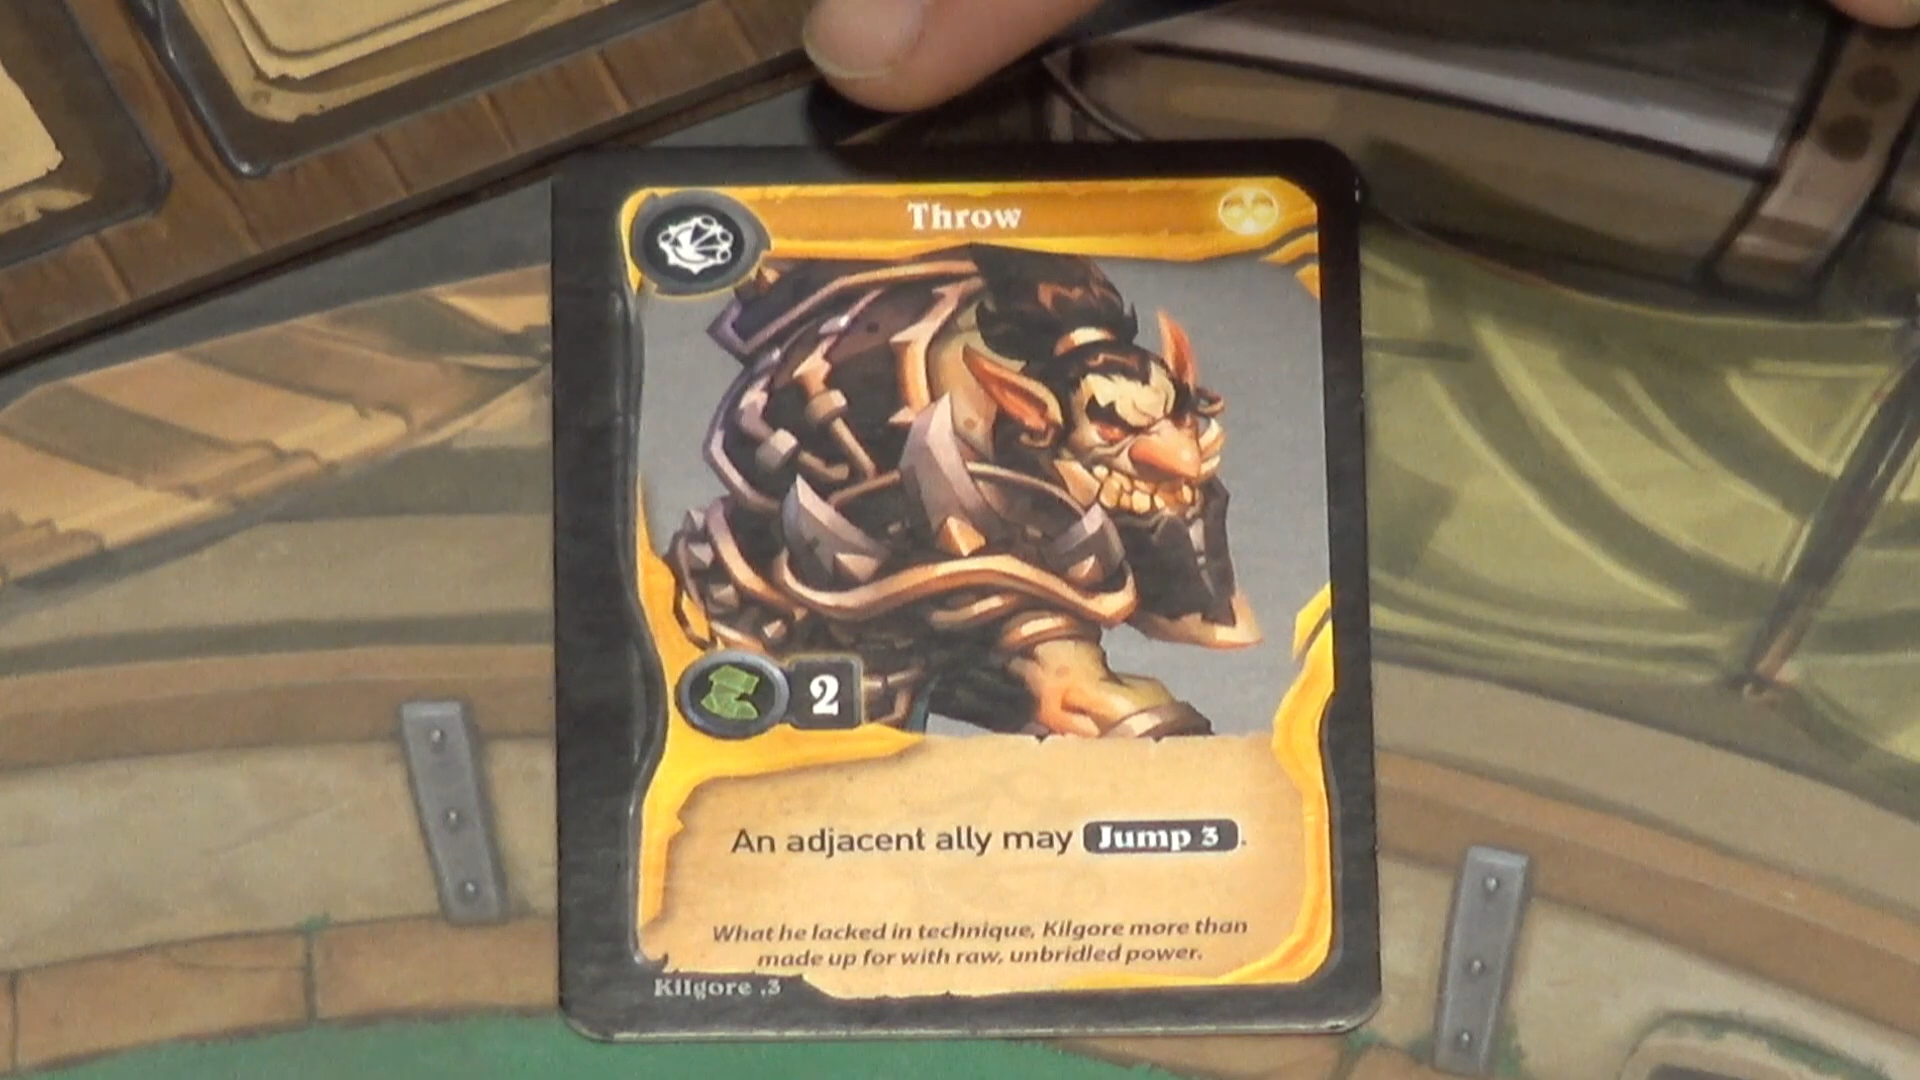 Throw
2
An adjacent ally may Jump 3.
What he lacked in technique, Kilgore more than
made up for with raw, unbridled power.
Kilgore .3